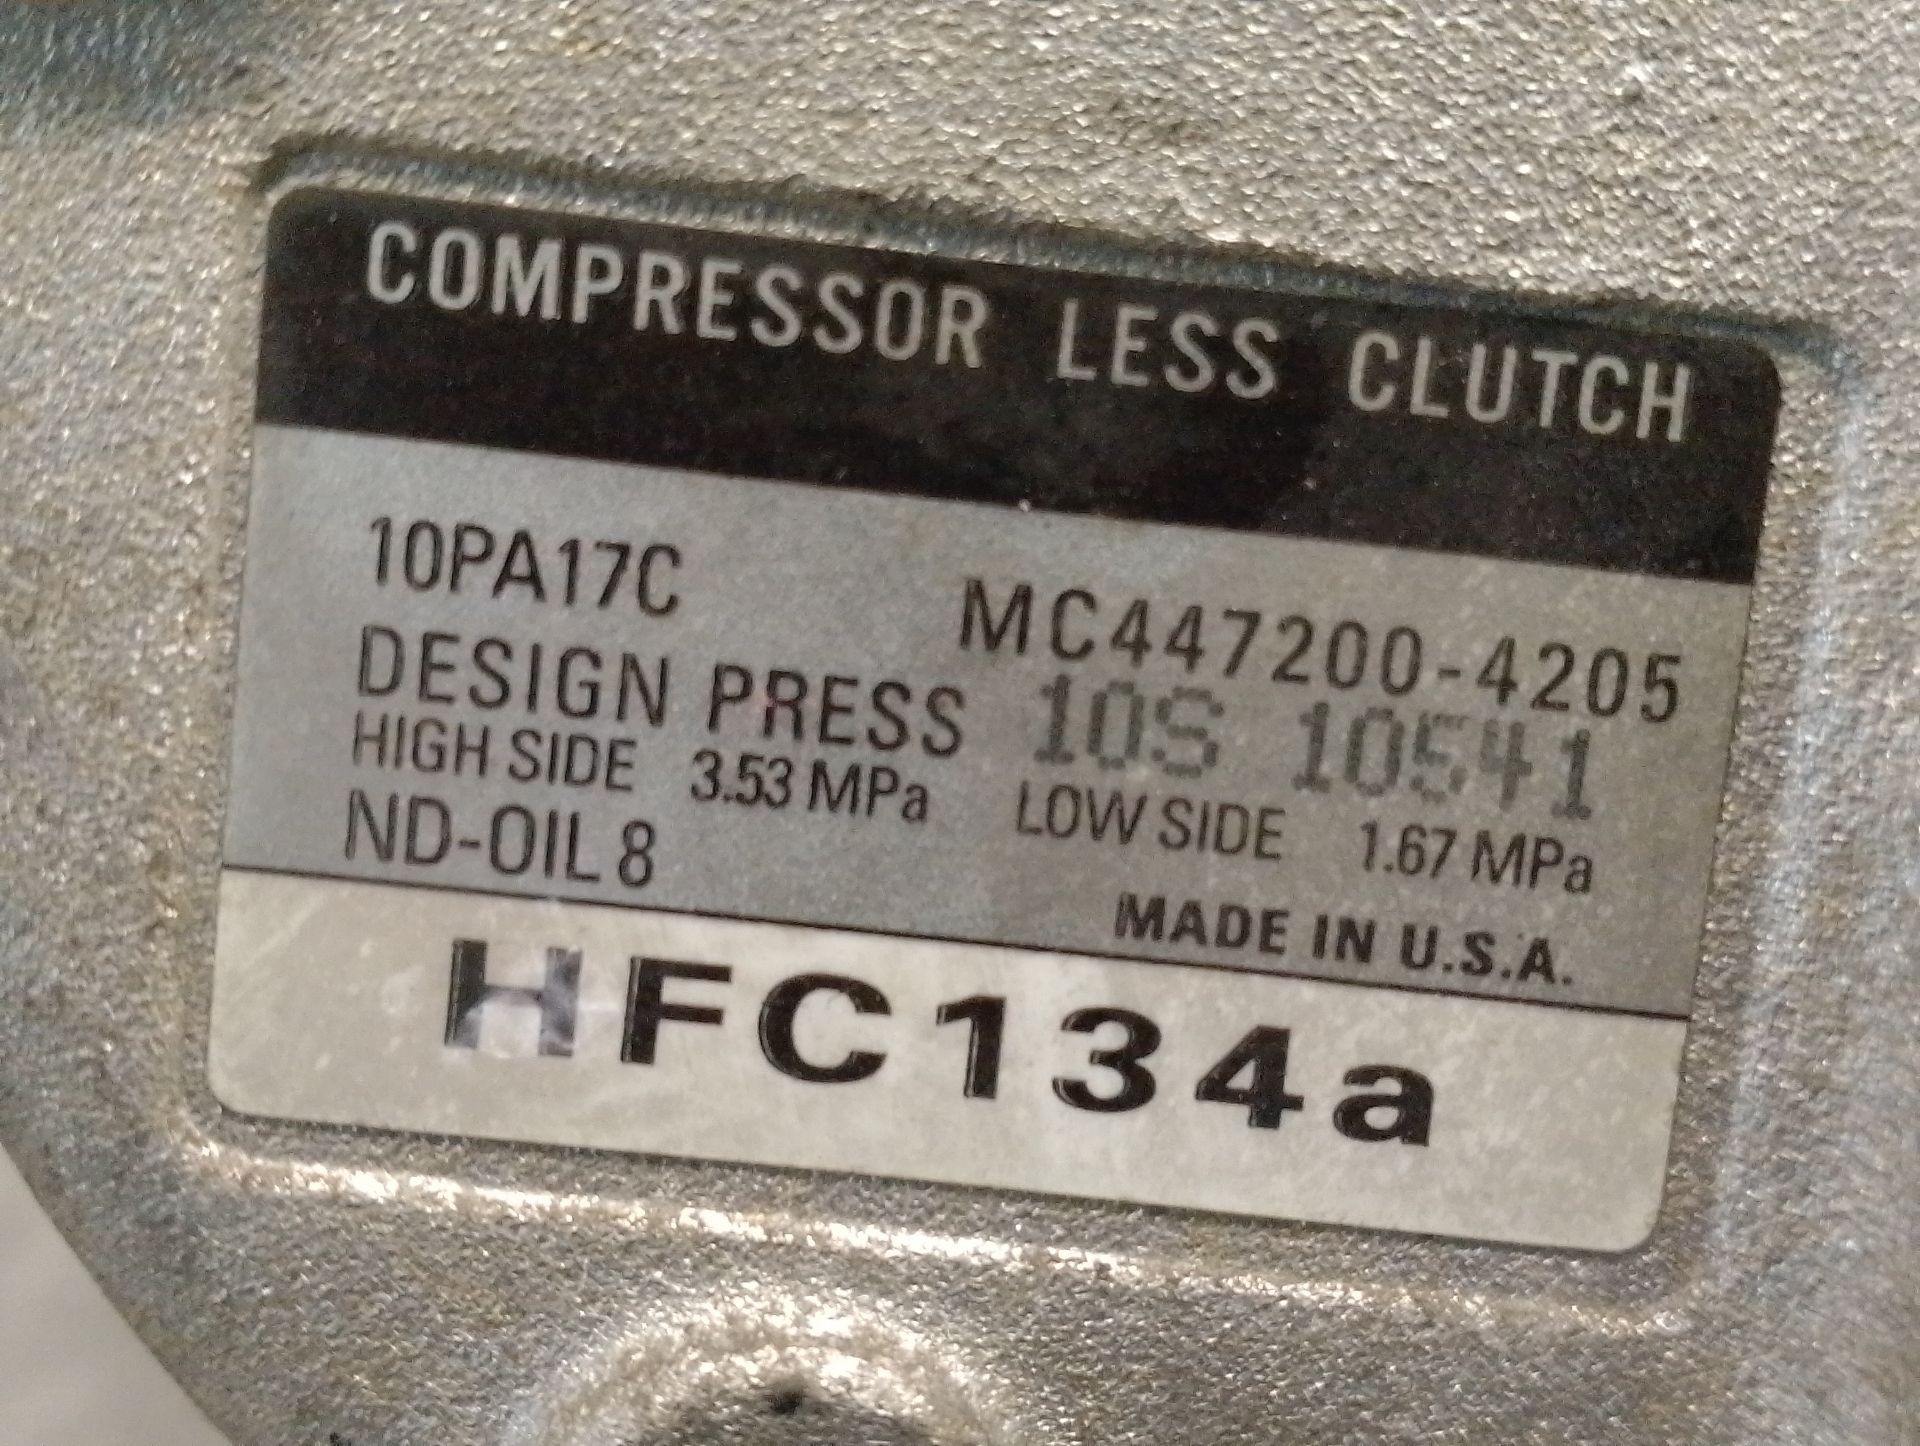 COMPRESSOR LESS CLUTCH
10PA17C MC447200-4205
DESIGN PRESS 10S 10541
HIGH SIDE 3.53 MPa LOW SIDE 1.67 MPa
ND-OIL 8 MADE IN U.S.A.
HFC134a